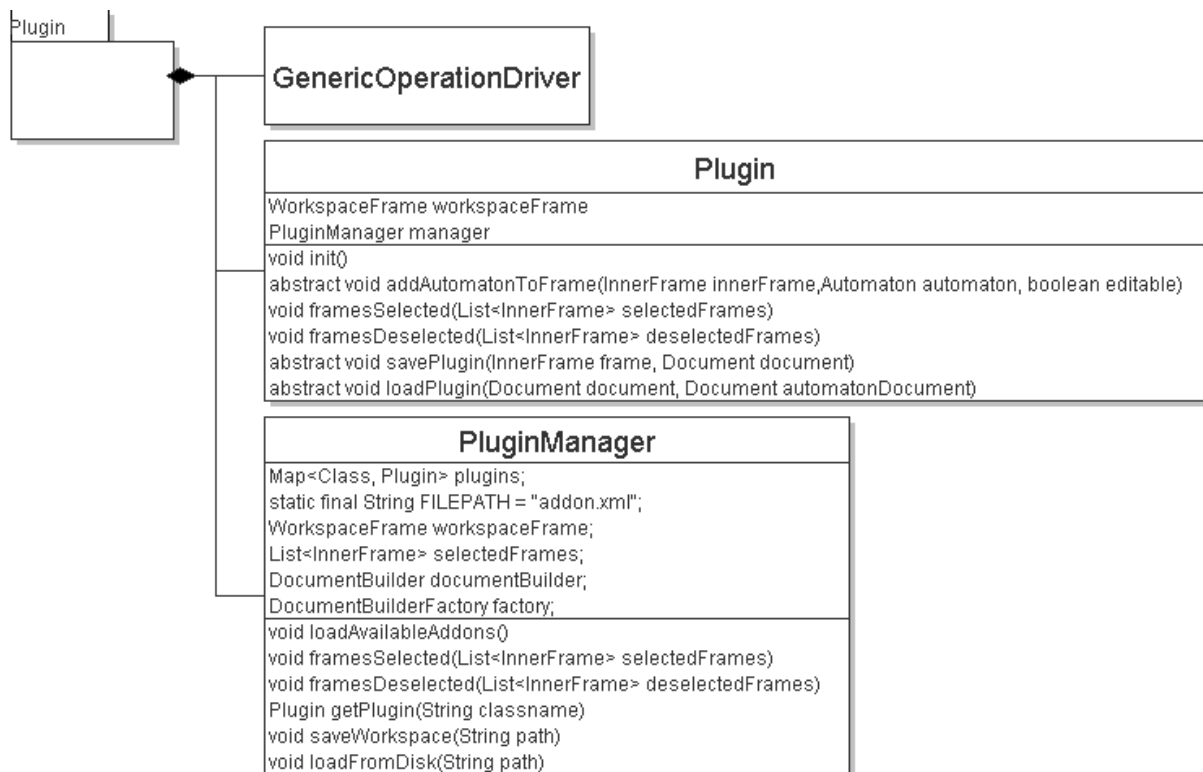 Plugin
GenericOperationDriver
Plugin
WorkspaceFrame workspaceFrame
PluginManager manager
void init()
abstract void addAutomatonToFrame(InnerFrame innerFrame,Automaton automaton, boolean editable)
void framesSelected(List<InnerFrame> selectedFrames)
void framesDeselected(List<InnerFrame> deselectedFrames)
abstract void savePlugin(InnerFrame frame, Document document)
abstract void loadPlugin(Document document, Document automatonDocument)
PluginManager
Map<Class, Plugin> plugins;
static final String FILEPATH = "addon.xml";
WorkspaceFrame workspaceFrame;
List<InnerFrame> selectedFrames;
DocumentBuilder documentBuilder;
DocumentBuilderFactory factory;
void loadAvailableAddons()
void framesSelected(List<InnerFrame> selectedFrames)
void framesDeselected(List<InnerFrame> deselectedFrames)
Plugin getPlugin(String classname)
void saveWorkspace(String path)
void loadFromDisk(String path)